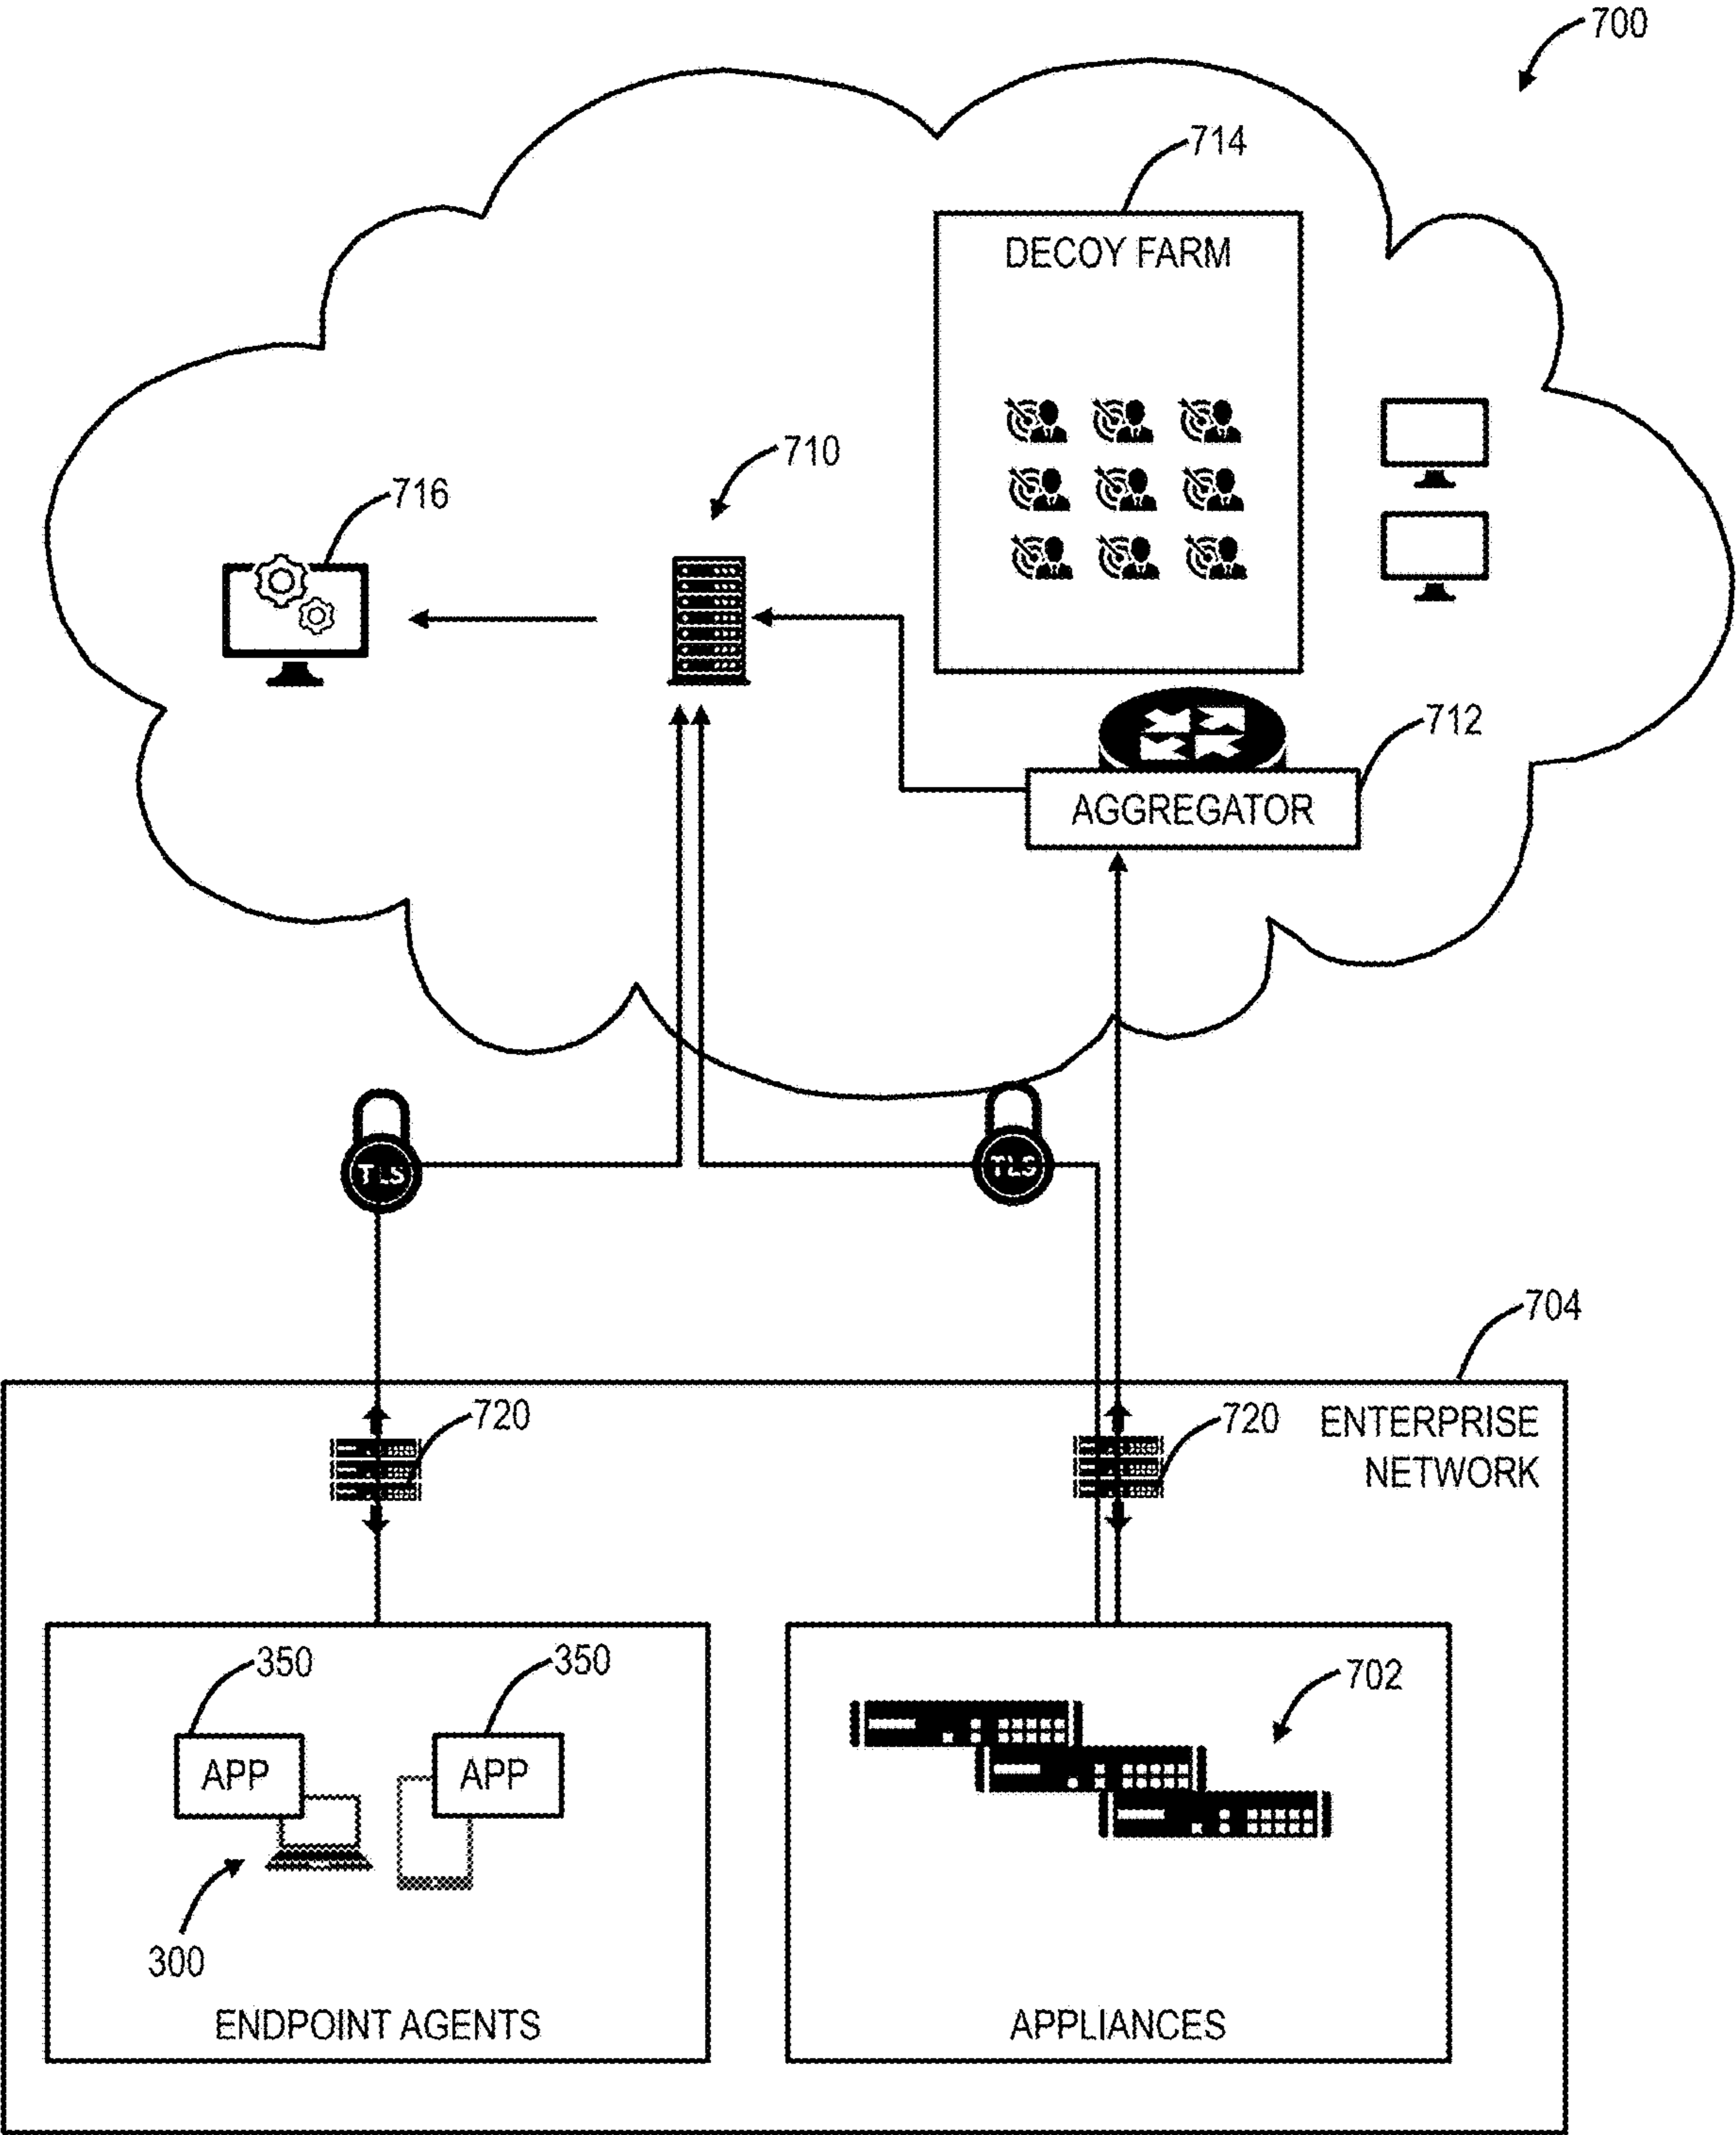 700
714
DECOY FARM
710
716
712
AGGREGATOR
TLS
TLS
704
720
720
ENTERPRISE
NETWORK
350
350
702
APP
APP
300
ENDPOINT AGENTS
APPLIANCES